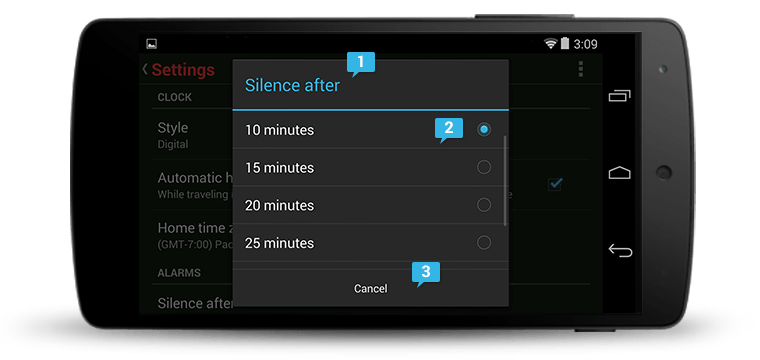 3:09
Settings
CLOCK
Style
Digital
Automatic h
While traveling
Home time z
(GMT-7:00) Pac
ALARMS
Silence after
1
Silence after
10 minutes
2
15 minutes
20 minutes
25 minutes
3
Cancel